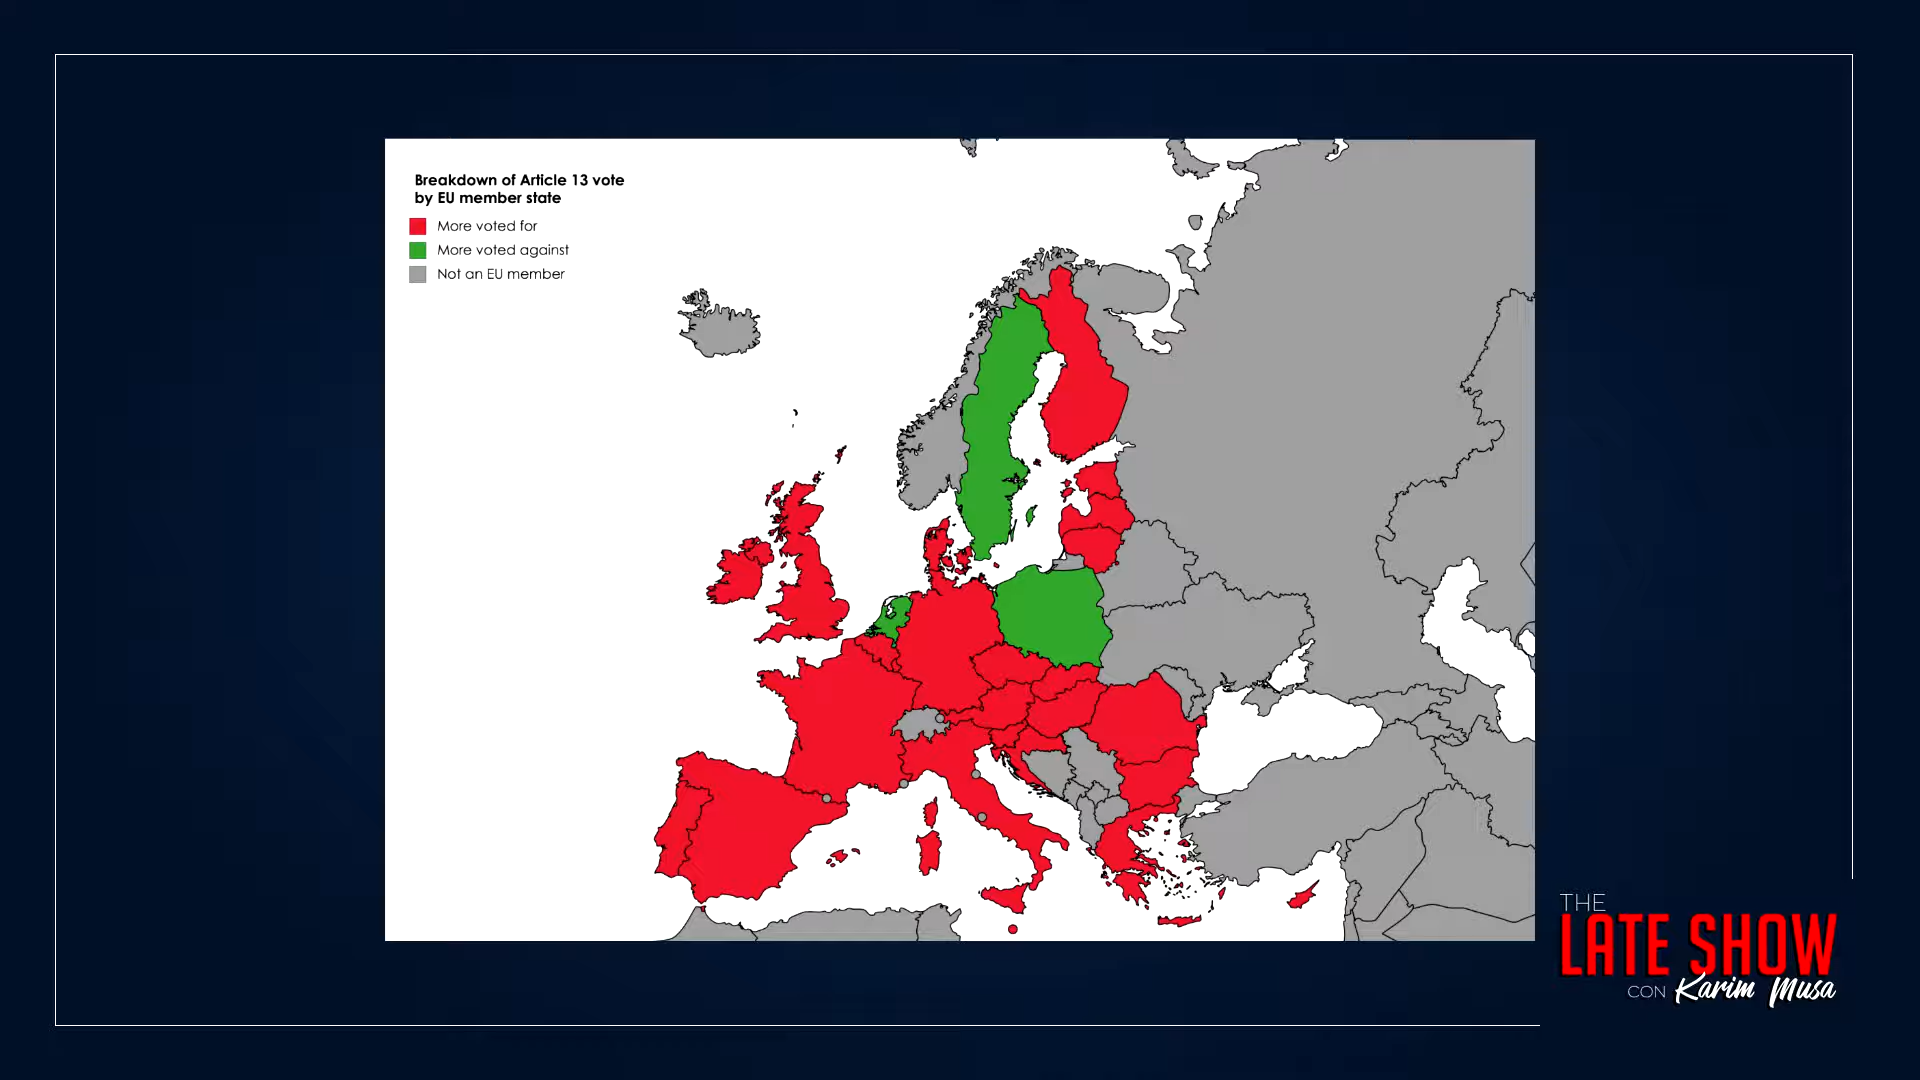 Breakdown of Article 13 vote
by EU member state
More voted for
More voted against
Not an EU member
THE
LATE SHOW
CON Karim Musa